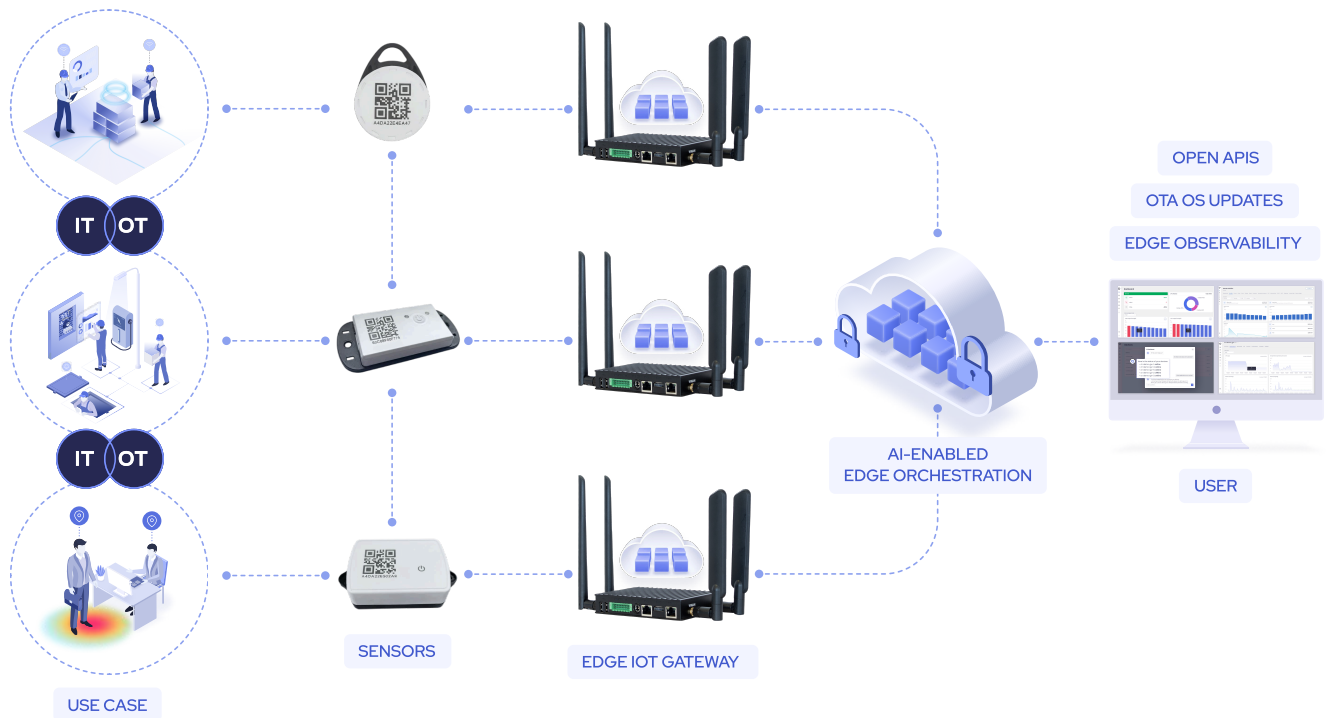 IT OT
IT OT
USE CASE
A4DA22E4EA47
SENSORS
EDGE IOT GATEWAY
AI-ENABLED
EDGE ORCHESTRATION
OPEN APIS
OTA OS UPDATES
EDGE OBSERVABILITY
USER